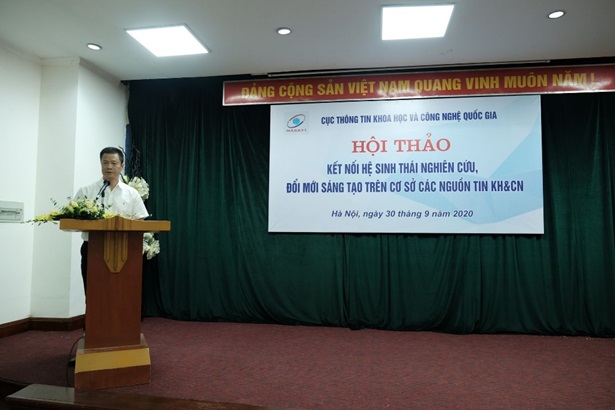 ĐẢNG CỘNG SẢN VIỆT NAM QUANG VINH MUÔN NĂM !
CỤC THÔNG TIN KHOA HỌC VÀ CÔNG NGHỆ QUỐC GIA
HỘI THẢO
KẾT NỐI HỆ SINH THÁI NGHIÊN CỨU,
ĐỔI MỚI SÁNG TẠO TRÊN CƠ SỞ CÁC NGUỒN TIN KH&CN
Hà Nội, ngày 30 tháng 9 năm 2020